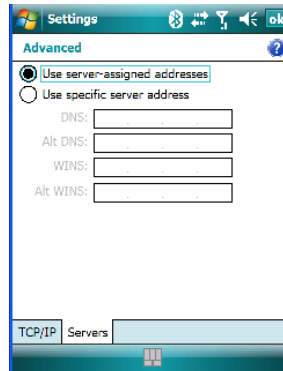 Settings
ok
Advanced
?
Use server-assigned addresses
Use specific server address
DNS: . . .
Alt DNS: . . .
WINS: . . .
Alt WINS: . . .
TCP/IP Servers